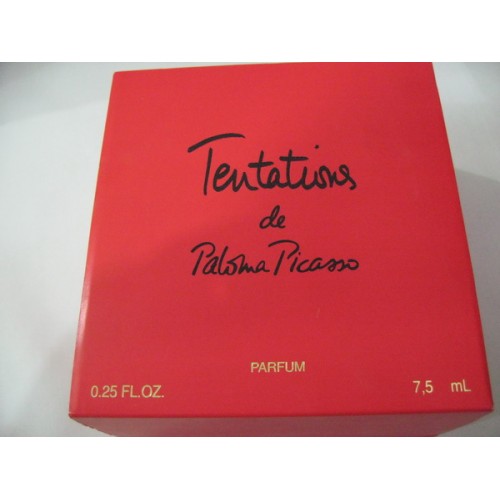 Tentations
de
Paloma Picasso
PARFUM
0.25 FL.OZ. 7,5 mL